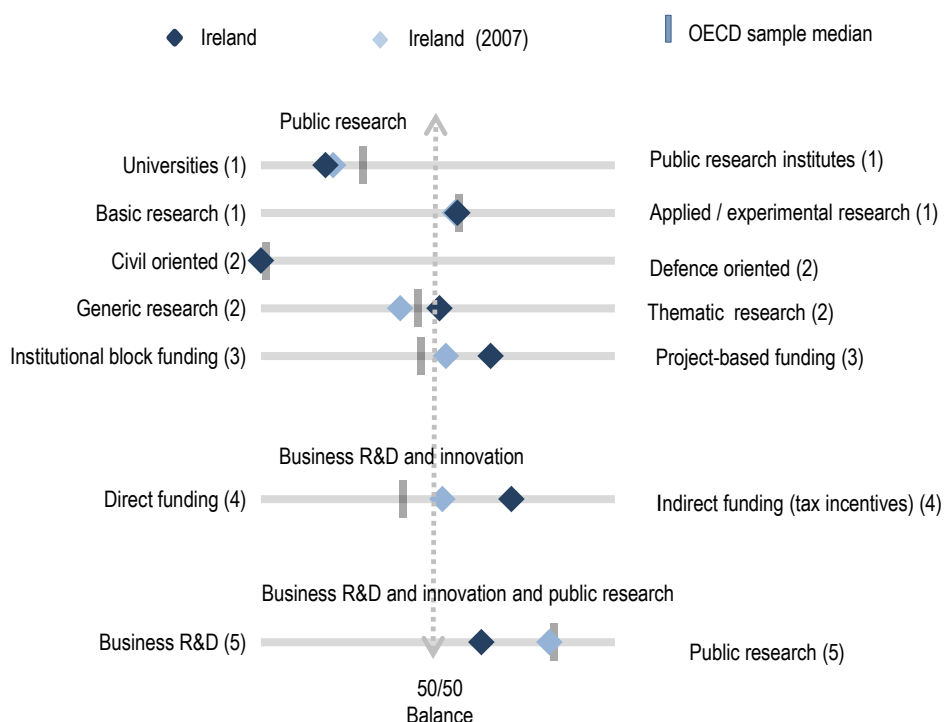 Ireland
Ireland (2007)
OECD sample median
Public research
Universities (1)
Public research institutes (1)
Basic research (1)
Applied / experimental research (1)
Civil oriented (2)
Defence oriented (2)
Generic research (2)
Thematic research (2)
Institutional block funding (3)
Project-based funding (3)
Business R&D and innovation
Direct funding (4)
Indirect funding (tax incentives) (4)
Business R&D and innovation and public research
Business R&D (5)
Public research (5)
50/50
Balance